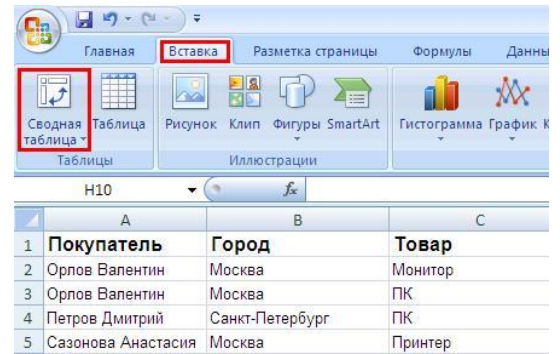 Главная Вставка Разметка страницы Формулы Данны
Сводная таблица Таблица Рисунок Клип Фигуры SmartArt Гистограмма График К
Таблицы Иллюстрации
H10 fx
A B C
1 Покупатель Город Товар
2 Орлов Валентин Москва Монитор
3 Орлов Валентин Москва ПК
4 Петров Дмитрий Санкт-Петербург ПК
5 Сазонова Анастасия Москва Принтер